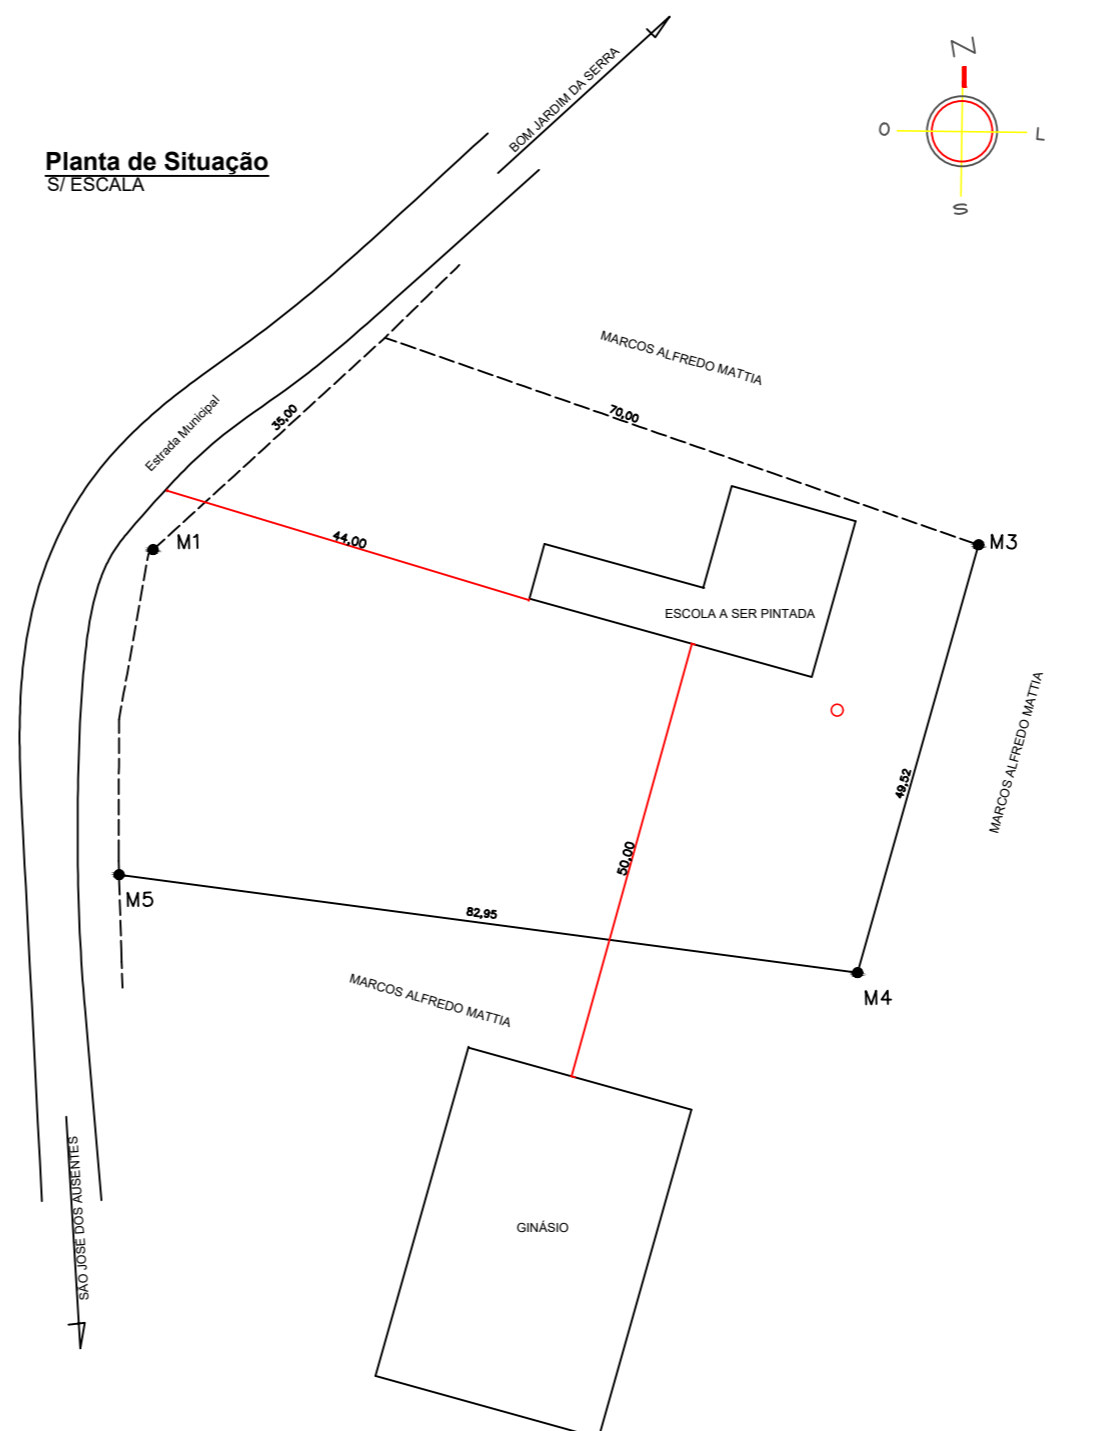 BOM JARDIM DA SERRA
N
O
L
S
Planta de Situação
S/ ESCALA
MARCOS ALFREDO MATTIA
Estrada Municipal
35,00
70,00
44,00
M1
M3
ESCOLA A SER PINTADA
MARCOS ALFREDO MATTIA
49,52
50,00
M5
82,95
M4
MARCOS ALFREDO MATTIA
GINÁSIO
SÃO JOSÉ DOS AUSENTES